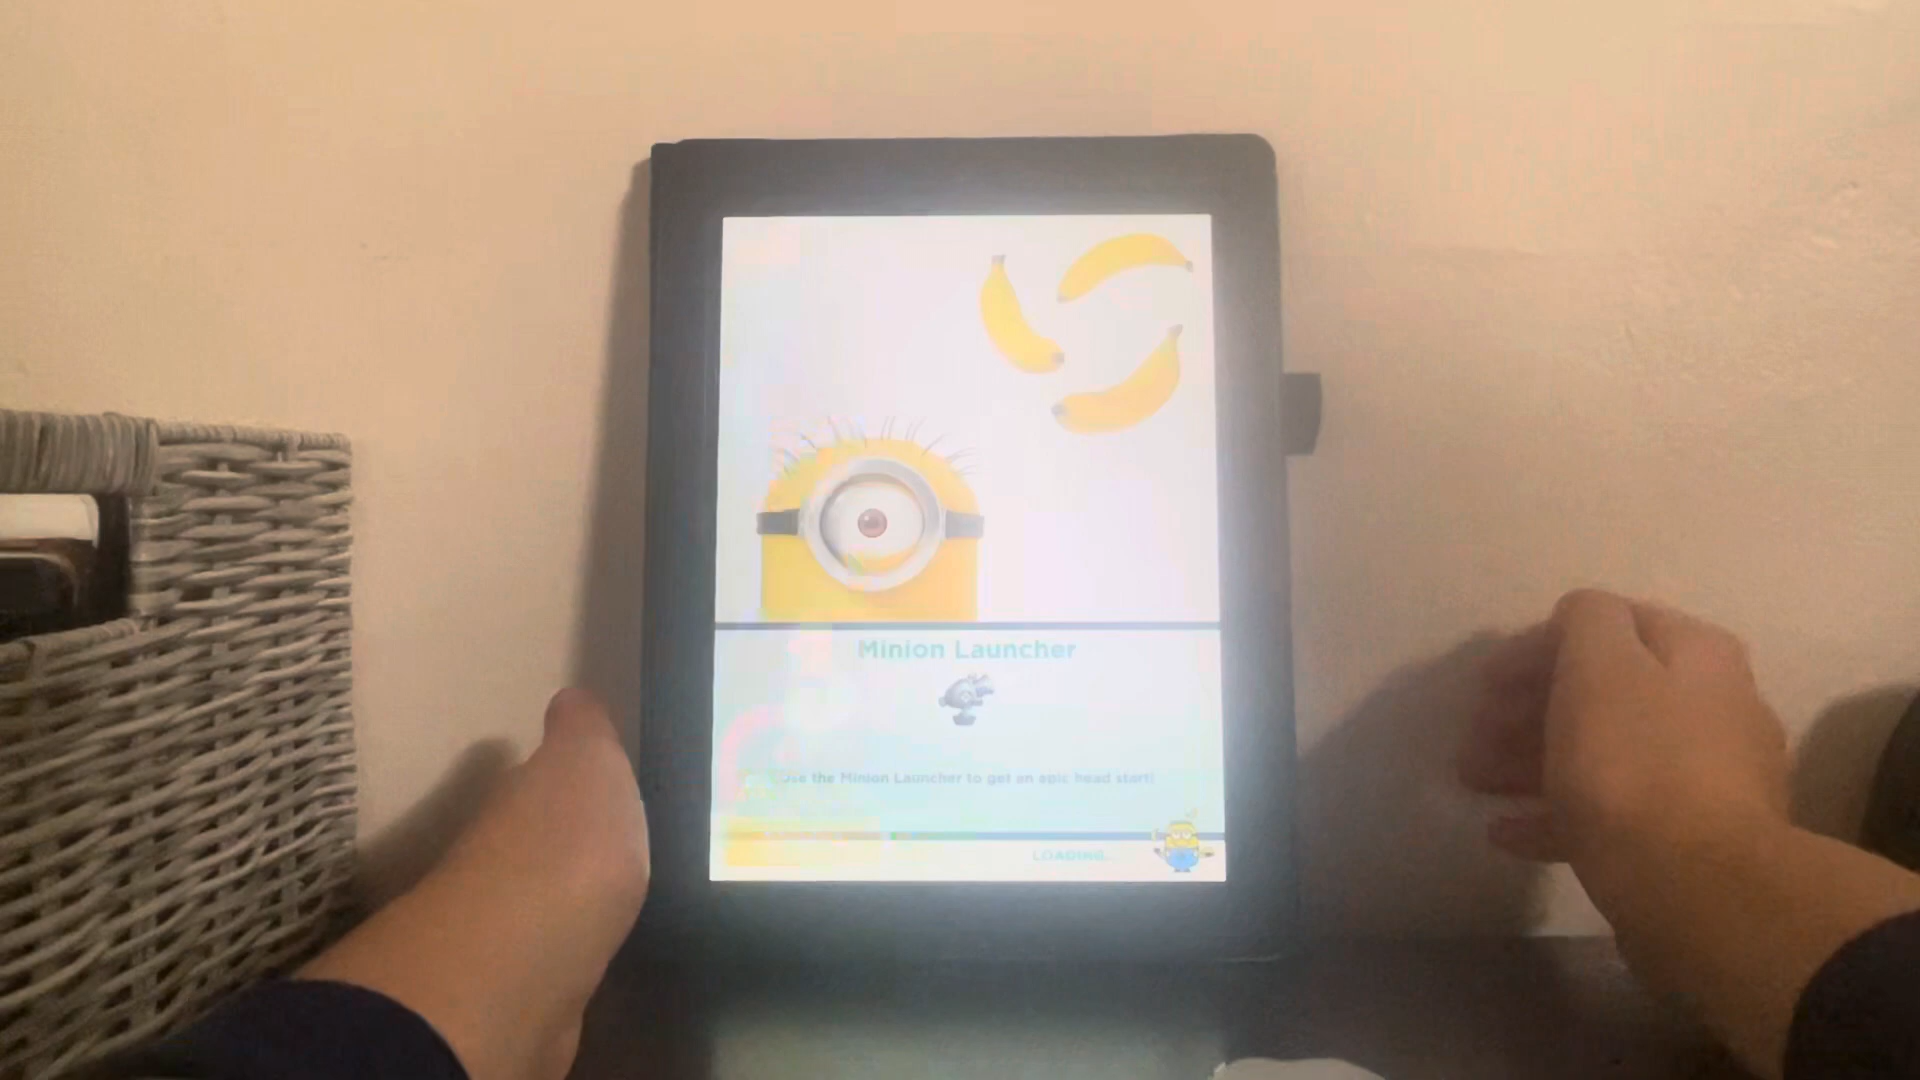 Minion Launcher
Use the Minion Launcher to get an epic head start!
LOADING...